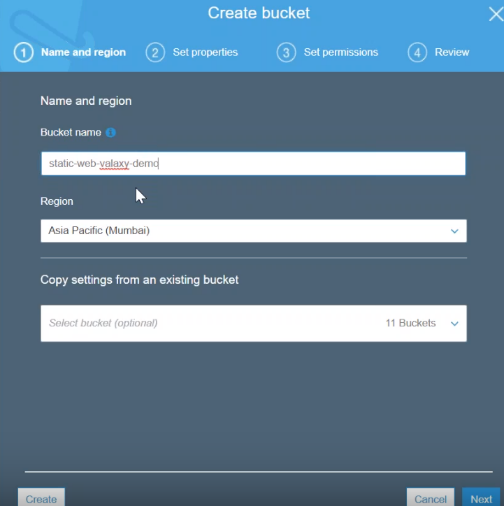 Create bucket
1 Name and region 2 Set properties 3 Set permissions 4 Review
Name and region
Bucket name
static-web-valaxy-demo
Region
Asia Pacific (Mumbai)
Copy settings from an existing bucket
Select bucket (optional) 11 Buckets
Create Cancel Next